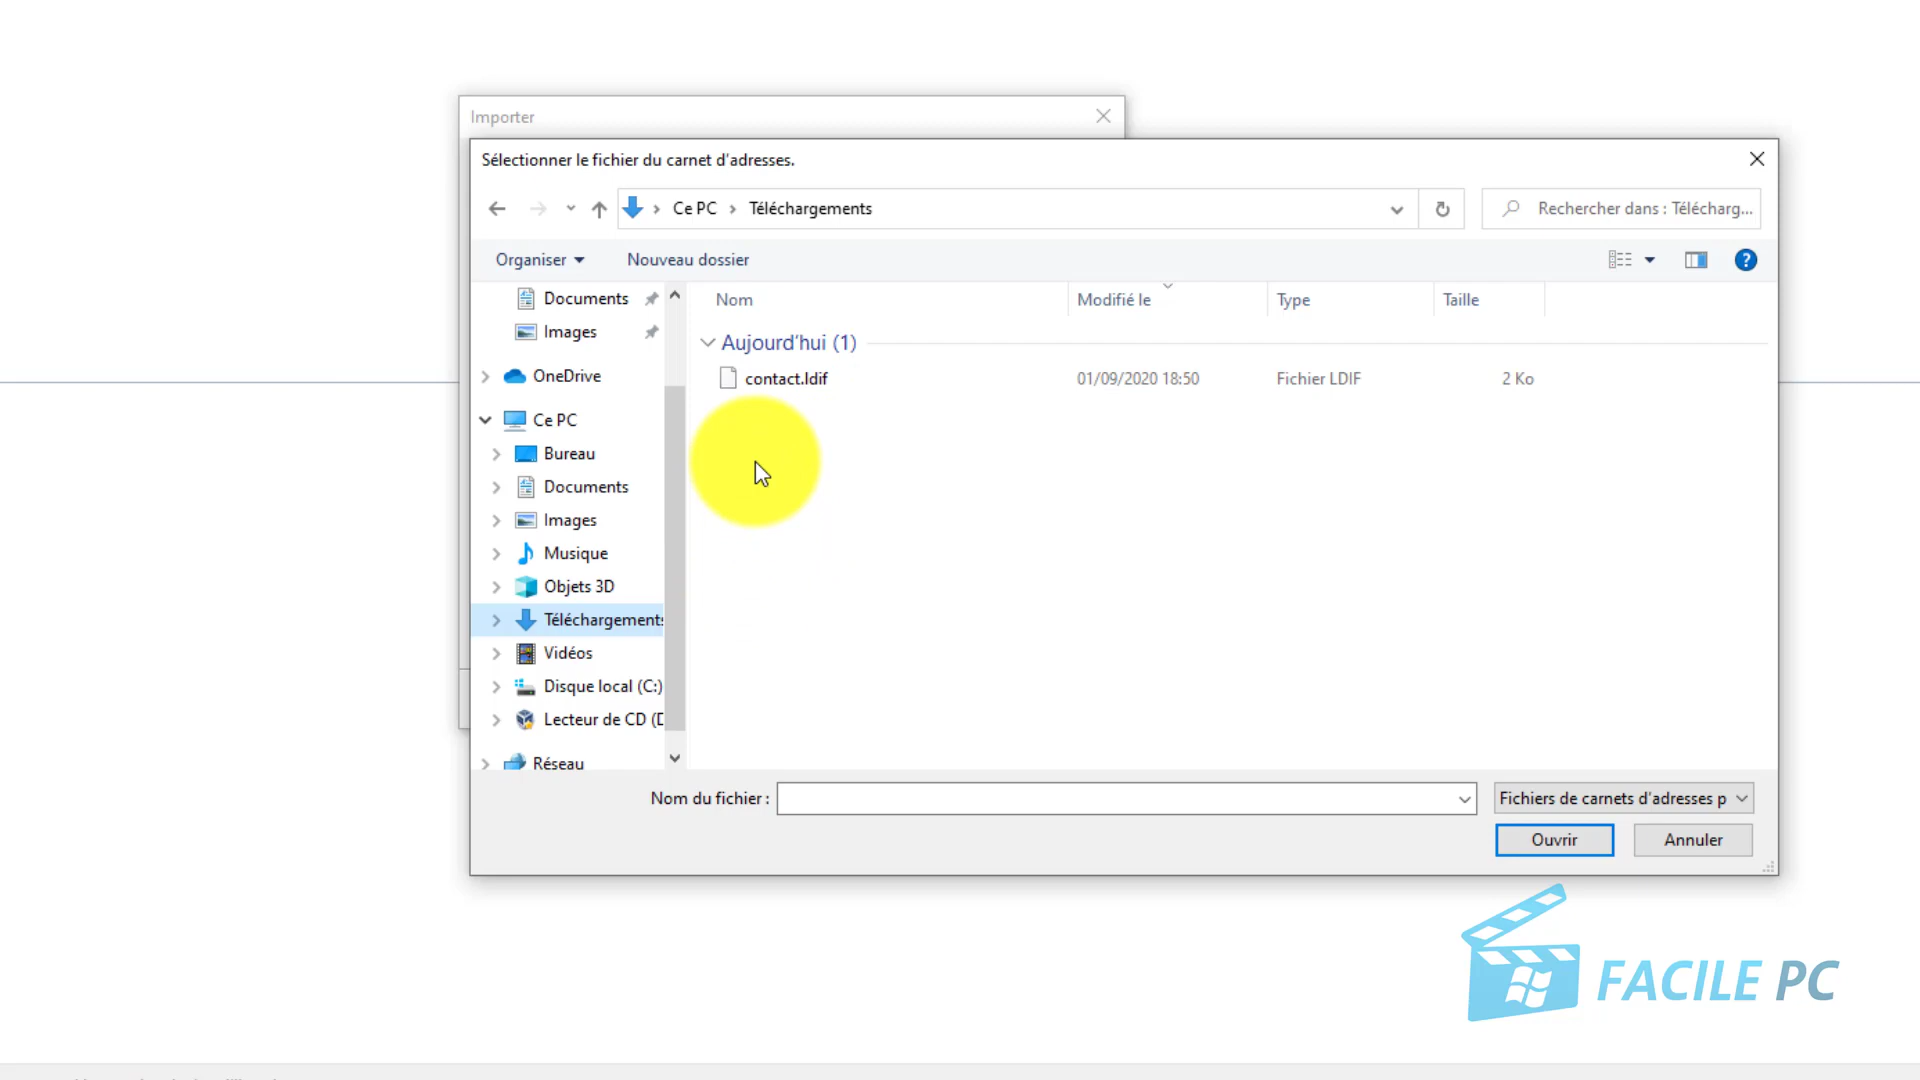 Importer
Sélectionner le fichier du carnet d'adresses.
Ce PC > Téléchargements
Rechercher dans : Télécharg...
Organiser
Nouveau dossier
?
Nom
Modifié le
Type
Taille
Documents
Images
OneDrive
Ce PC
Bureau
Documents
Images
Musique
Objets 3D
Téléchargements
Vidéos
Disque local (C:)
Lecteur de CD (D
Réseau
Aujourd'hui (1)
contact.ldif
01/09/2020 18:50
Fichier LDIF
2 Ko
Nom du fichier :
Fichiers de carnets d'adresses p
Ouvrir
Annuler
FACILE PC